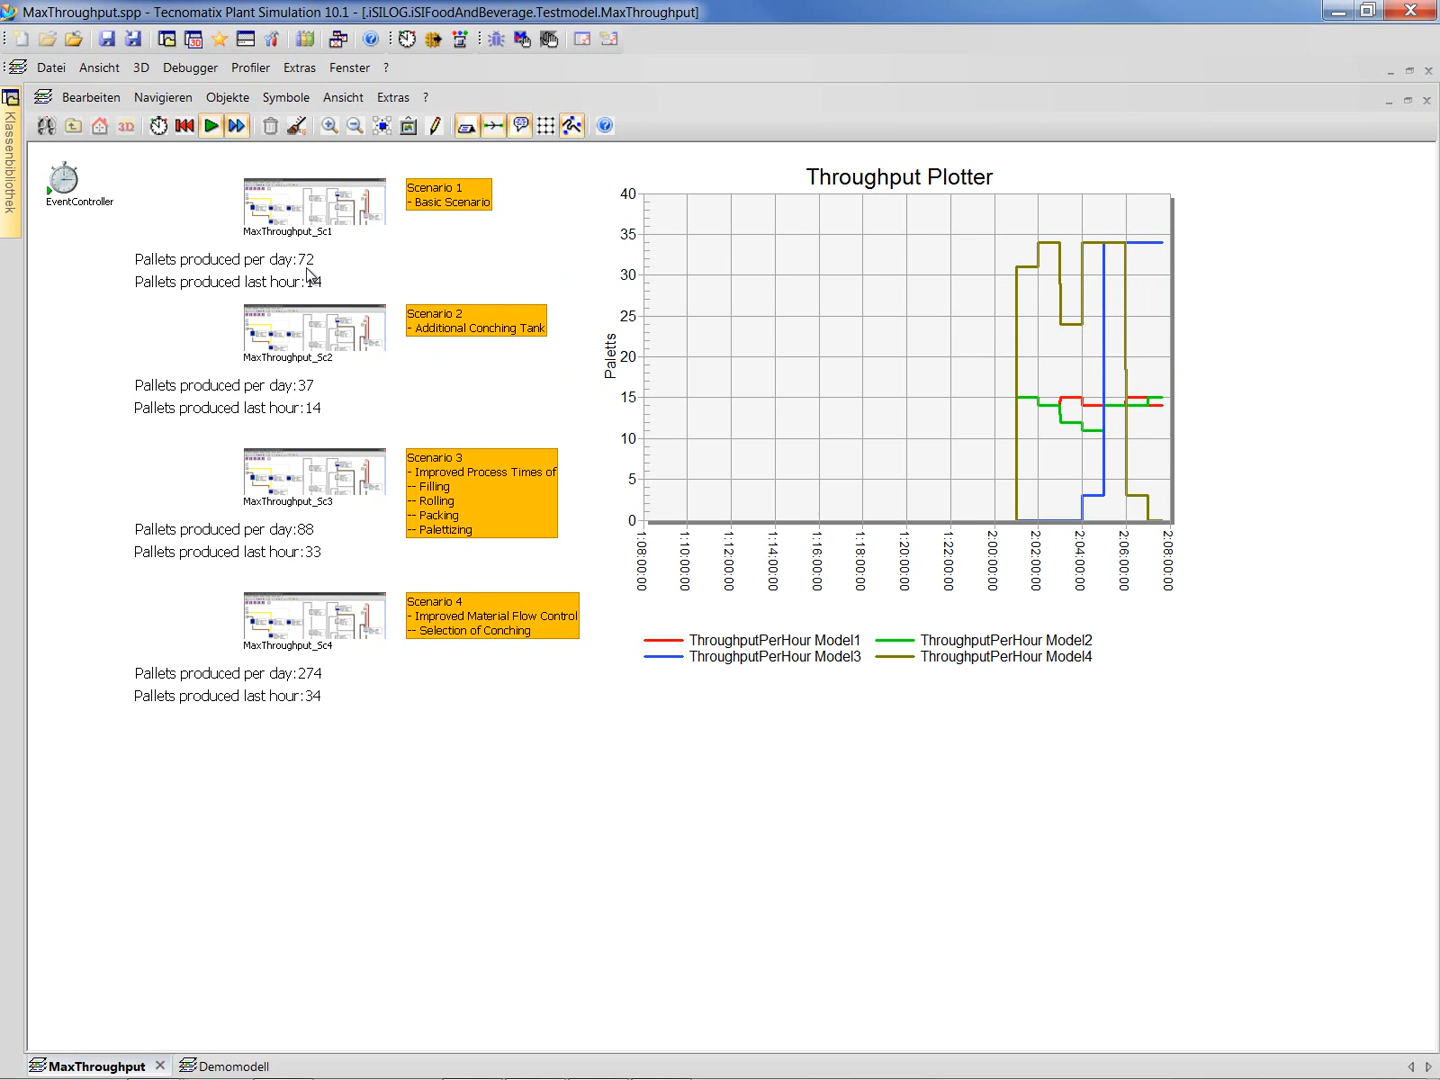 MaxThroughput.spp - Tecnomatix Plant Simulation 10.1 - [.iSILOG.iSIFoodAndBeverage.Testmodel.MaxThroughput]
Datei Ansicht 3D Debugger Profiler Extras Fenster ?
Bearbeiten Navigieren Objekte Symbole Ansicht Extras ?
3D
Klassenbibliothek
EventController
MaxThroughput_Sc1
Scenario 1
- Basic Scenario
Pallets produced per day:72
Pallets produced last hour:14
MaxThroughput_Sc2
Scenario 2
- Additional Conching Tank
Pallets produced per day:37
Pallets produced last hour:14
MaxThroughput_Sc3
Scenario 3
- Improved Process Times of
-- Filling
-- Rolling
-- Packing
-- Palettizing
Pallets produced per day:88
Pallets produced last hour:33
MaxThroughput_Sc4
Scenario 4
- Improved Material Flow Control
-- Selection of Conching
Pallets produced per day:274
Pallets produced last hour:34
Throughput Plotter
Paletts
40
35
30
25
20
15
10
5
0
1:08:00:00
1:10:00:00
1:12:00:00
1:14:00:00
1:16:00:00
1:18:00:00
1:20:00:00
1:22:00:00
2:00:00:00
2:02:00:00
2:04:00:00
2:06:00:00
2:08:00:00
ThroughputPerHour Model1 ThroughputPerHour Model2
ThroughputPerHour Model3 ThroughputPerHour Model4
MaxThroughput Demomodell